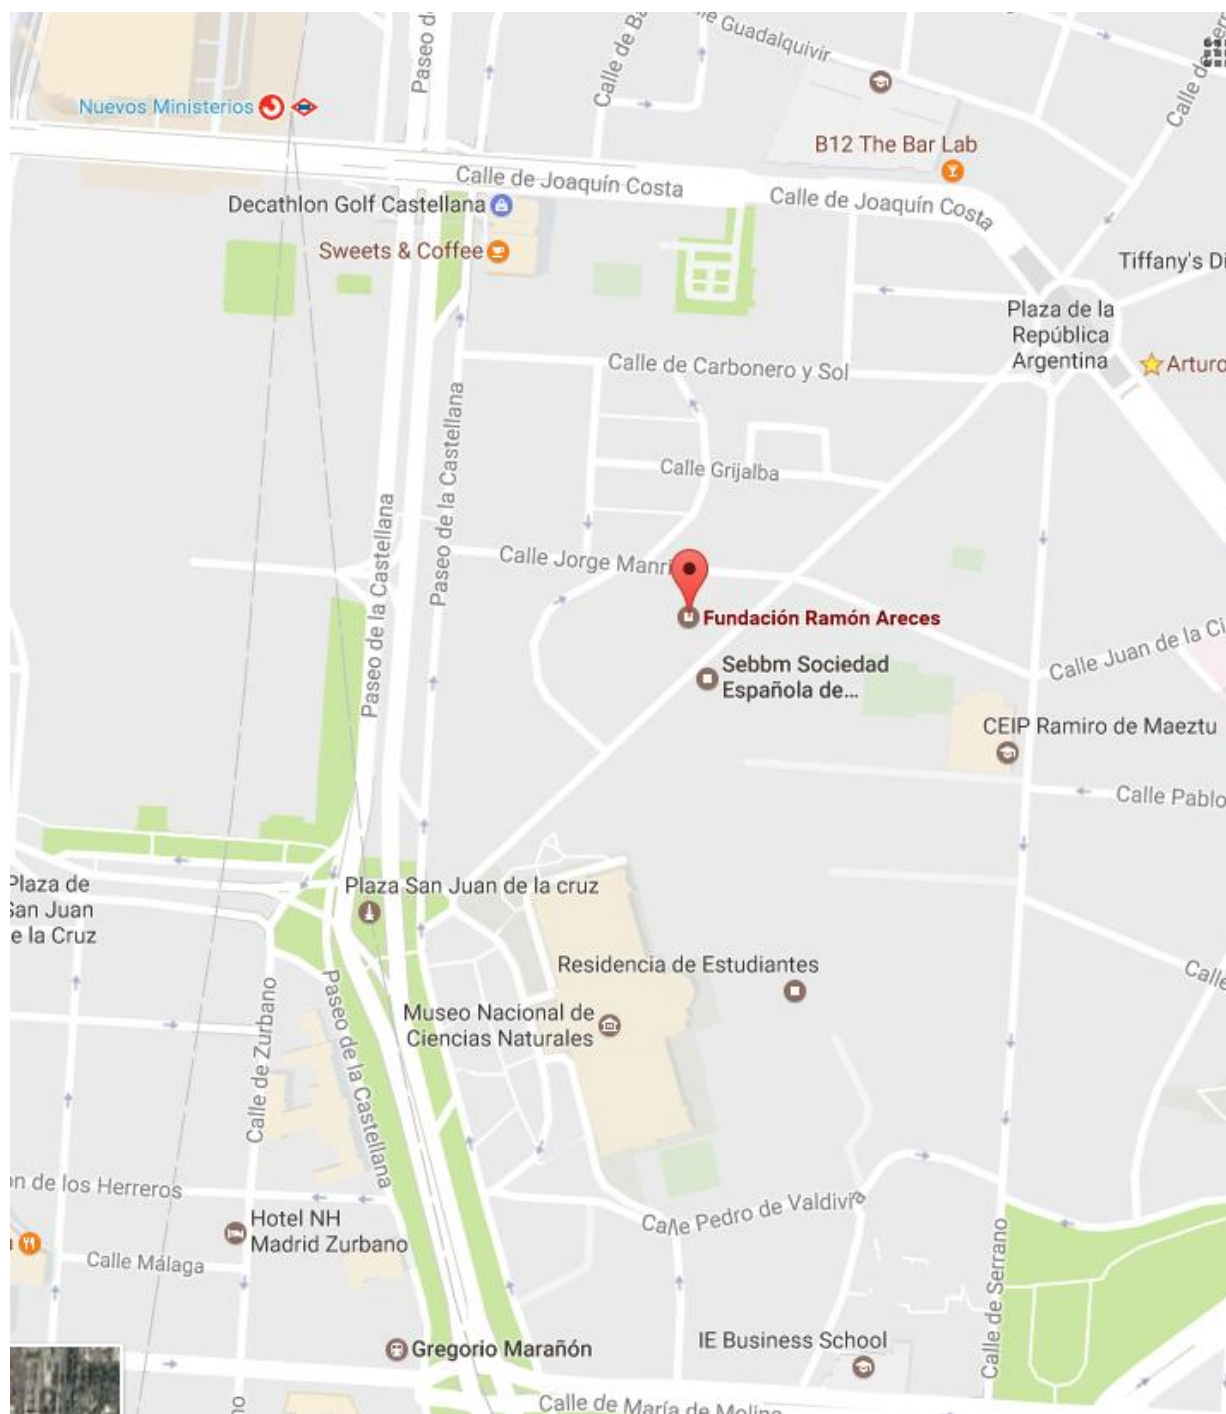 Paseo d
Calle de Ba
le Guadalquivir
Calle de
Nuevos Ministerios
B12 The Bar Lab
Calle de Joaquín Costa
Calle de Joaquín Costa
Decathlon Golf Castellana
Sweets & Coffee
Tiffany's Di
Plaza de la
República
Argentina
Arturo
Calle de Carbonero y Sol
Paseo de la Castellana
Paseo de la Castellana
Calle Grijalba
Calle Jorge Manri
Fundación Ramón Areces
Sebbm Sociedad
Española de...
Calle Juan de la Ci
CEIP Ramiro de Maeztu
Calle Pablo
Plaza de
San Juan
e la Cruz
Plaza San Juan de la cruz
Residencia de Estudiantes
Calle
Museo Nacional de
Ciencias Naturales
Calle de Zurbano
Paseo de la Castellana
on de los Herreros
Calle Pedro de Valdivia
Hotel NH
Madrid Zurbano
Calle Málaga
Calle de Serrano
Gregorio Marañón
IE Business School
no
Calle de María de Molina